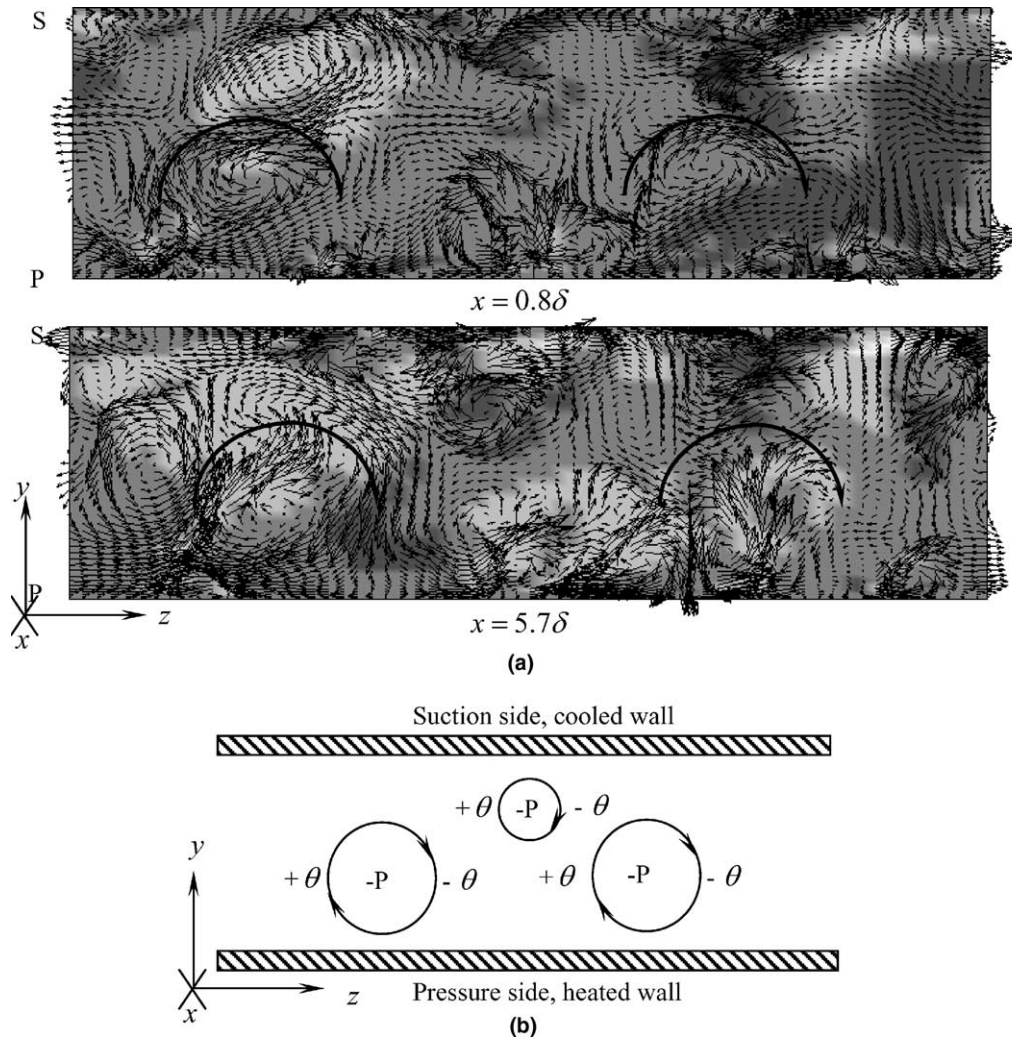 S
P
x = 0.8δ
S
y
P
x
z
x = 5.7δ
(a)
Suction side, cooled wall
+θ -P -θ
+θ -P -θ +θ -P -θ
y
x
z
Pressure side, heated wall
(b)